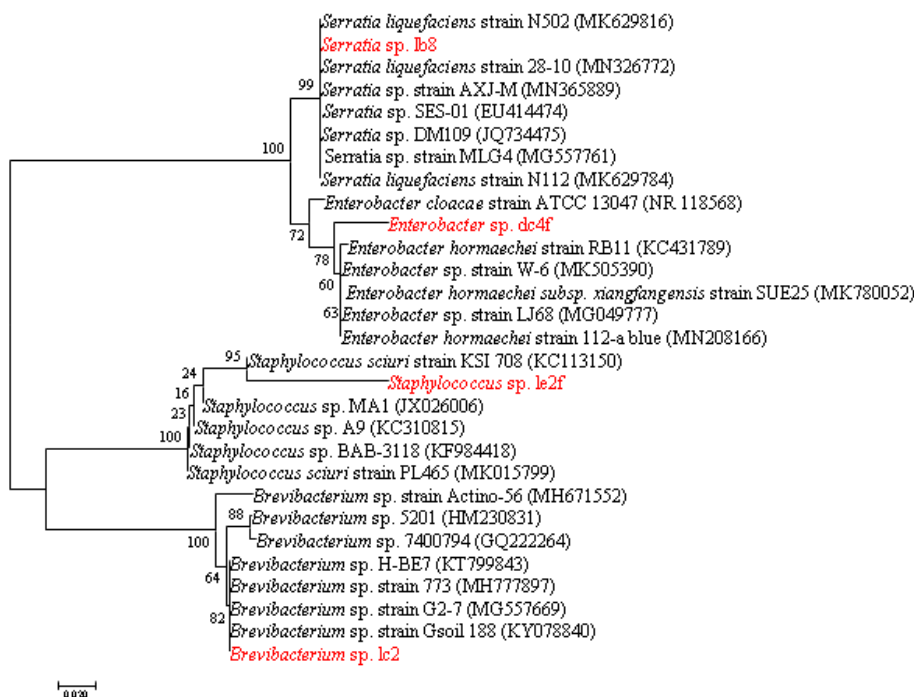 Serratia liquefaciens strain N502 (MK629816)
Serratia sp. lb8
Serratia liquefaciens strain 28-10 (MN326772)
99
Serratia sp. strain AXJ-M (MN365889)
Serratia sp. SES-01 (EU414474)
Serratia sp. DM109 (JQ734475)
100
Serratia sp. strain MLG4 (MG557761)
Serratia liquefaciens strain N112 (MK629784)
Enterobacter cloacae strain ATCC 13047 (NR 118568)
Enterobacter sp. dc4f
72
Enterobacter hormaechei strain RB11 (KC431789)
78
Enterobacter sp. strain W-6 (MK505390)
60
Enterobacter hormaechei subsp. xiangfangensis strain SUE25 (MK780052)
63
Enterobacter sp. strain LJ68 (MG049777)
Enterobacter hormaechei strain 112-a blue (MN208166)
95
Staphylococcus sciuri strain KSI 708 (KC113150)
24
Staphylococcus sp. le2f
16
Staphylococcus sp. MA1 (JX026006)
23
Staphylococcus sp. A9 (KC310815)
100
Staphylococcus sp. BAB-3118 (KF984418)
Staphylococcus sciuri strain PL465 (MK015799)
Brevibacterium sp. strain Actino-56 (MH671552)
88
Brevibacterium sp. 5201 (HM230831)
100
Brevibacterium sp. 7400794 (GQ222264)
Brevibacterium sp. H-BE7 (KT799843)
64
Brevibacterium sp. strain 773 (MH777897)
Brevibacterium sp. strain G2-7 (MG557669)
82
Brevibacterium sp. strain Gsoil 188 (KY078840)
Brevibacterium sp. lc2
0.020